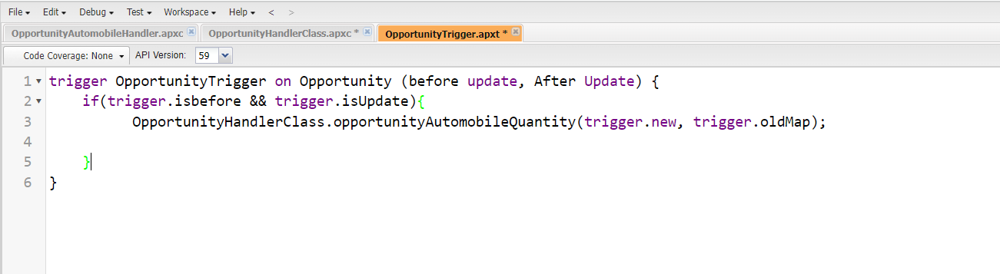 File Edit Debug Test Workspace Help < >
OpportunityAutomobileHandler.apxc OpportunityHandlerClass.apxc * OpportunityTrigger.apxt *
Code Coverage: None API Version: 59
1 trigger OpportunityTrigger on Opportunity (before update, After Update) {
2 if(trigger.isbefore && trigger.isUpdate){
3 OpportunityHandlerClass.opportunityAutomobileQuantity(trigger.new, trigger.oldMap);
4
5 }
6 }